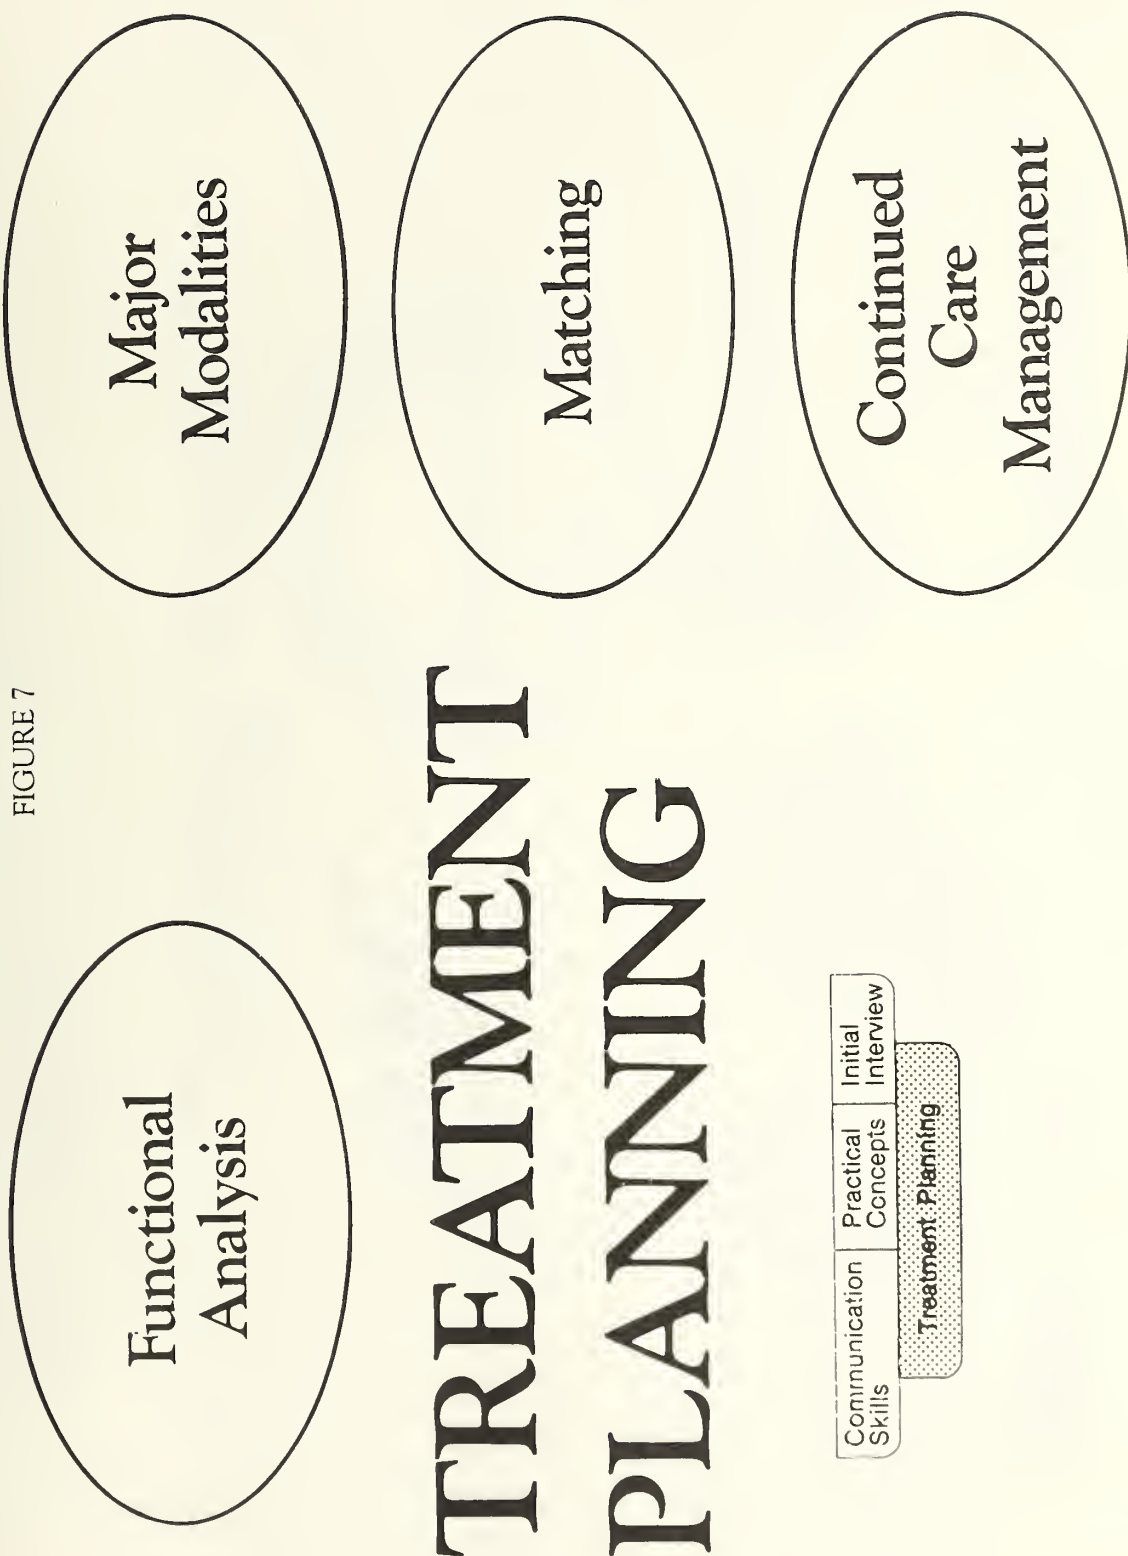 FIGURE 7
Functional
Analysis
Major
Modalities
TREATMENT
PLANNING
Matching
Communication
Skills
Practical
Concepts
Initial
Interview
Treatment Planning
Continued
Care
Management